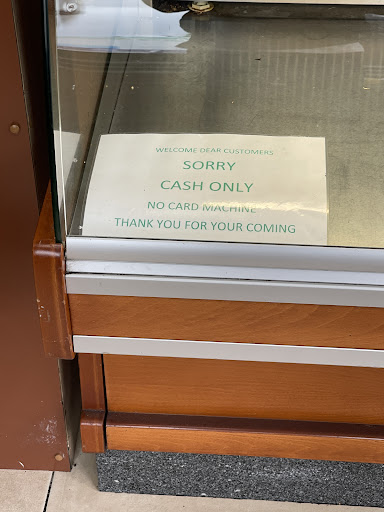 WELCOME DEAR CUSTOMERS
SORRY
CASH ONLY
NO CARD MACHINE
THANK YOU FOR YOUR COMING